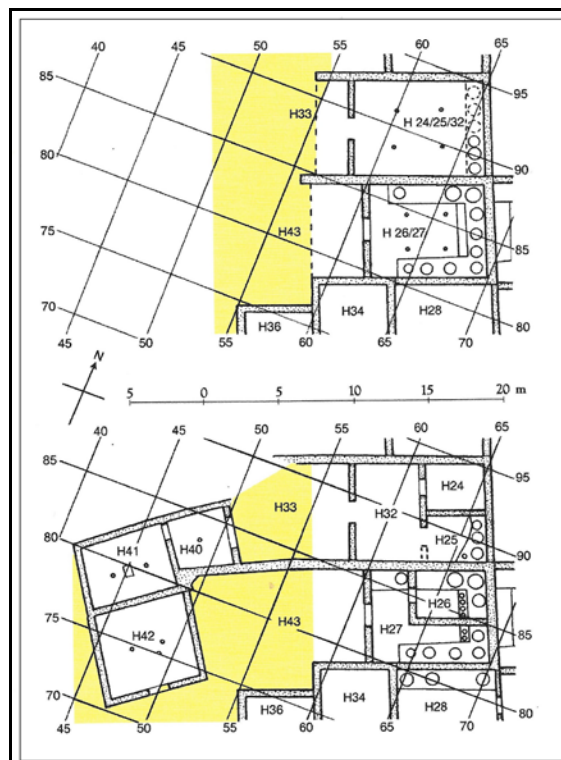 40 45 50 55 60 65
85 95
H33 H 24/25/32
80 90
75 H43 H 26/27 85
70 H36 H34 H28 80
45 50 55 60 65 70
N
5 0 5 10 15 20 m
40 45 50 55 60 65
85 95
H33 H32 H24
80 H41 H40 H25 90
75 H42 H43 H27 H26 85
70 H36 H34 H28 80
45 50 55 60 65 70